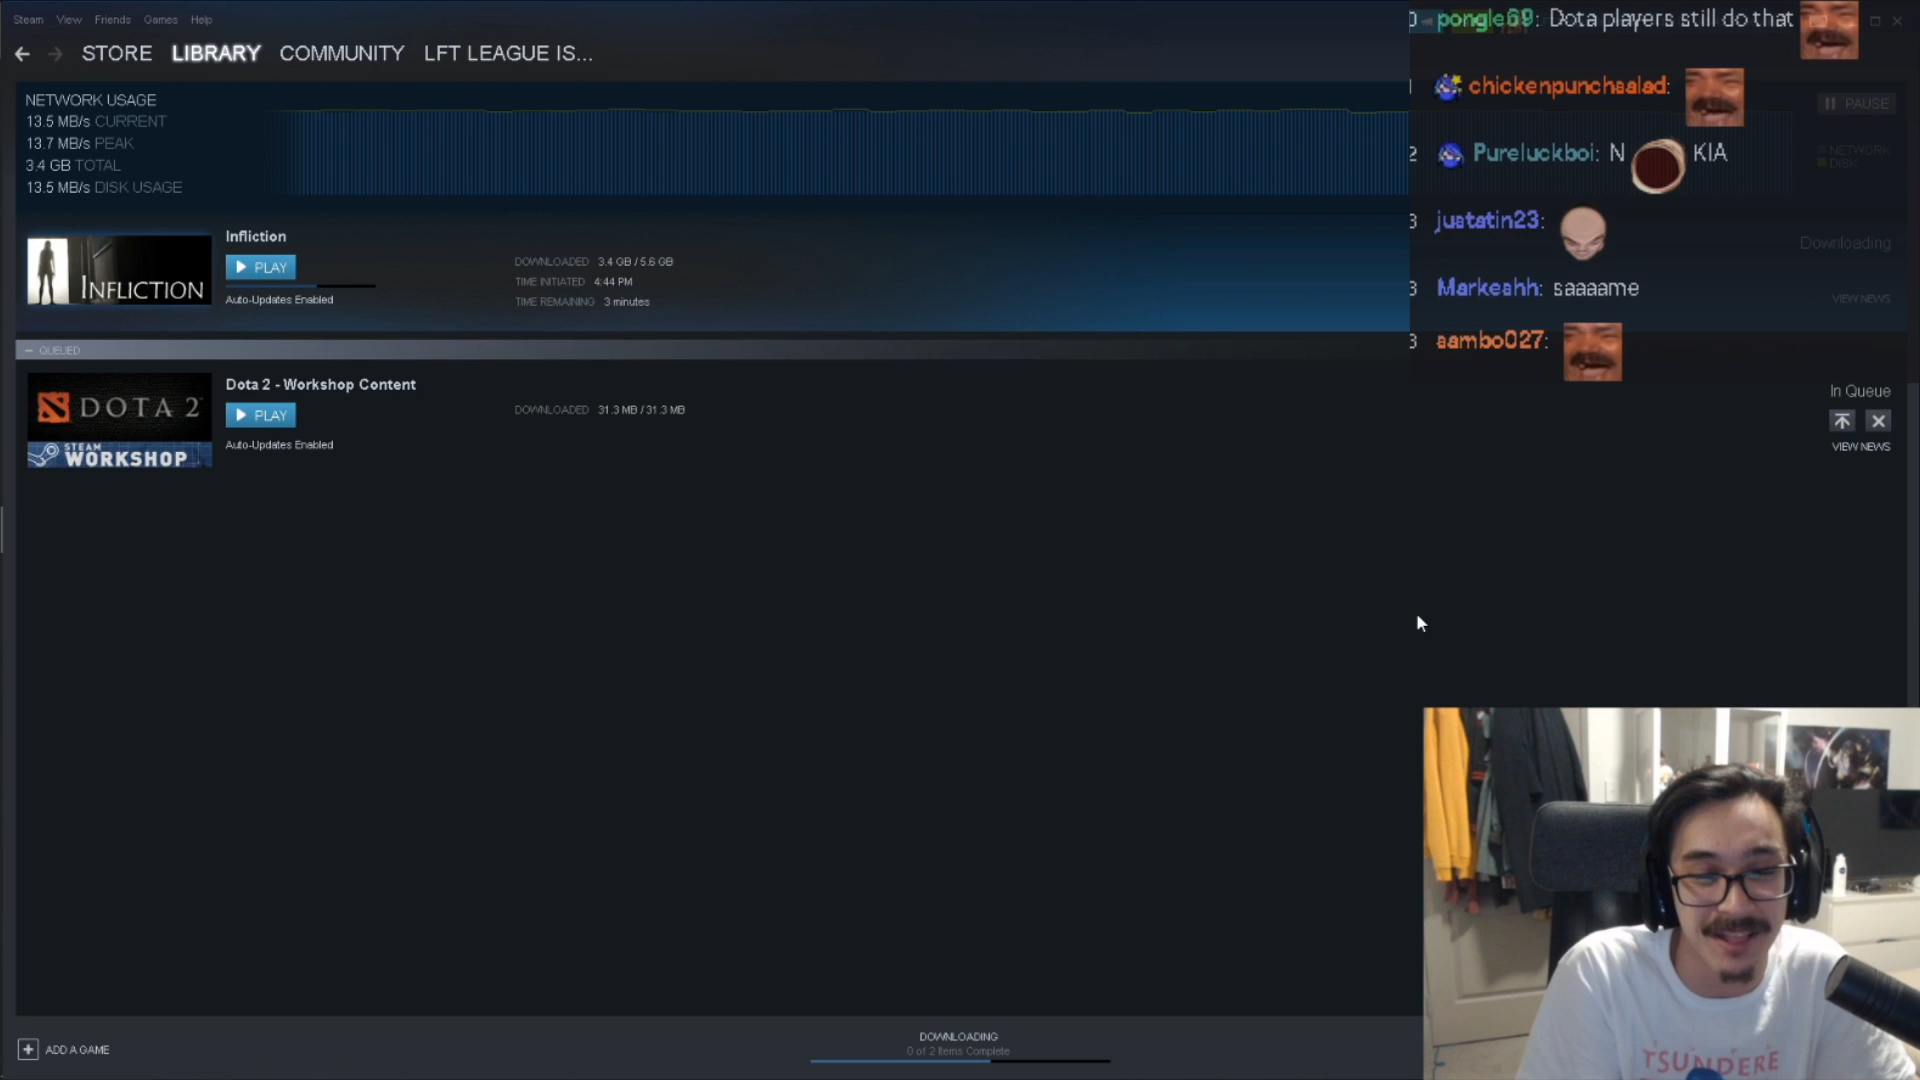 Steam View Friends Games Help
STORE LIBRARY COMMUNITY LFT LEAGUE IS...
NETWORK USAGE
13.5 MB/s CURRENT
13.7 MB/s PEAK
3.4 GB TOTAL
13.5 MB/s DISK USAGE
PAUSE
NETWORK
DISK
INFLICTION
Infliction
PLAY
Auto-Updates Enabled
DOWNLOADED 3.4 GB / 5.6 GB
TIME INITIATED 4:44 PM
TIME REMAINING 3 minutes
Downloading
VIEW NEWS
QUEUED
DOTA 2
STEAM
WORKSHOP
Dota 2 - Workshop Content
PLAY
Auto-Updates Enabled
DOWNLOADED 31.3 MB / 31.3 MB
In Queue
VIEW NEWS
pongle69: Dota players still do that
chickenpunchsalad:
Pureluckboi: N KIA
justatin23:
Markeshh: saaaame
sambo027:
ADD A GAME
DOWNLOADING
0 of 2 Items Complete
TSUNDERE